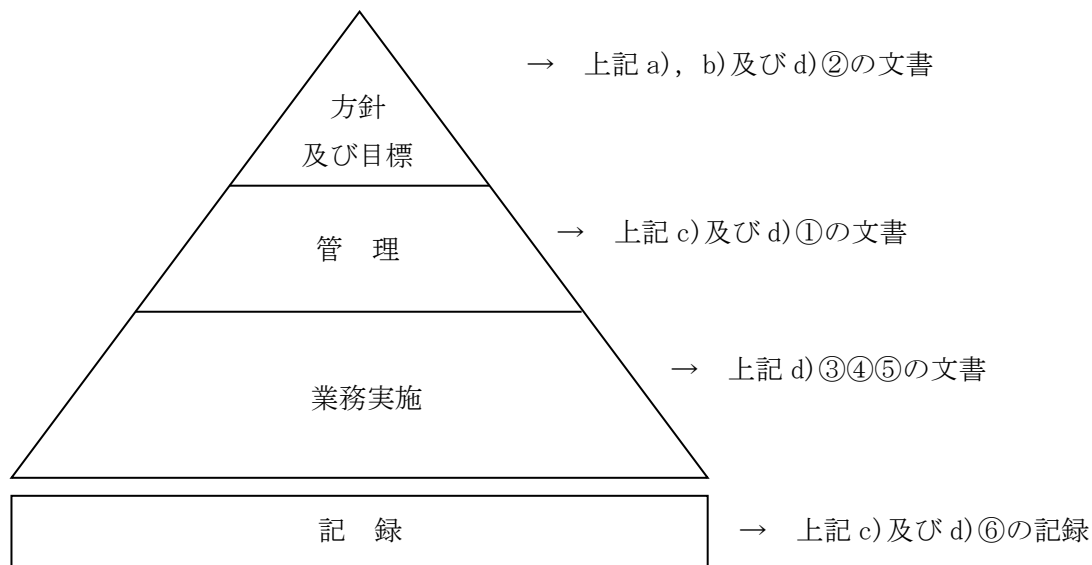 → 上記 a), b)及び d)②の文書
方針
及び目標
→ 上記 c)及び d)①の文書
管 理
→ 上記 d)③④⑤の文書
業務実施
記 録
→ 上記 c)及び d)⑥の記録